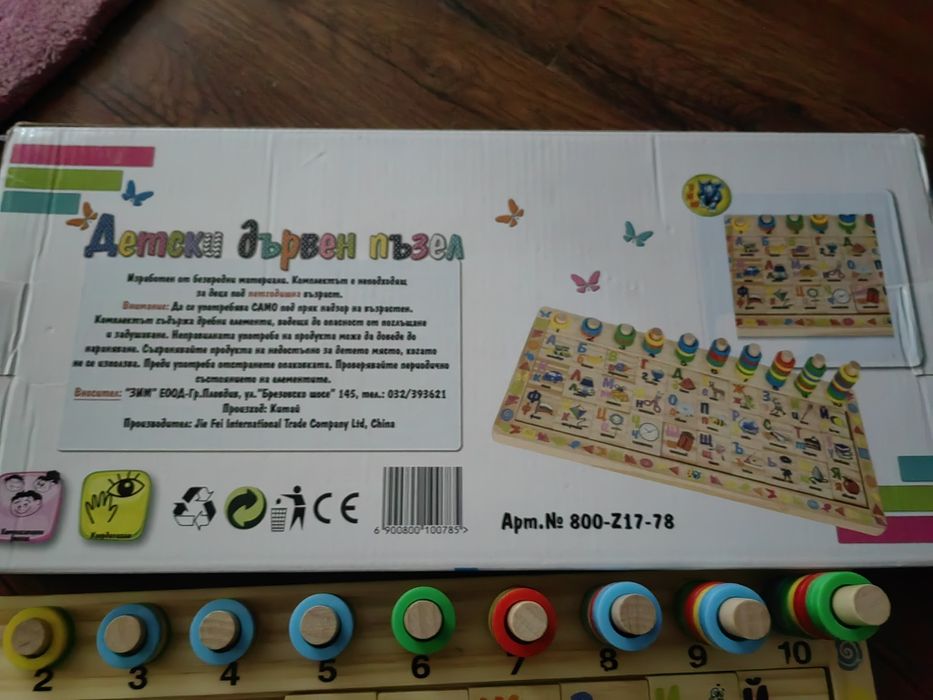 Детски дървен пъзел
Изработен от безвредни материали. Комплектът е неподходящ
за деца под петгодишна възраст.
Внимание: Да се употребява САМО под пряк надзор на възрастен.
Комплектът съдържа дребни елементи, водещи до опасност от поглъщане
и задушаване. Неправилната употреба на продукта може да доведе до
нараняване. Съхранявайте продукта на недостъпно за детето място, когато
не се използва. Преди употреба отстранете опаковката. Проверявайте периодично
състоянието на елементите.
Вносител: "ЗИМ" ЕООД-Гр.Пловдив, ул."Брезовско шосе" 145, тел.: 032/393621
Произход: Китай
Производител: Jie Fei International Trade Company Ltd, China
Координация
CE
6 900800 100785 >
Арт.№ 800-Z17-78
2 3 4 5 6 7 8 9 10